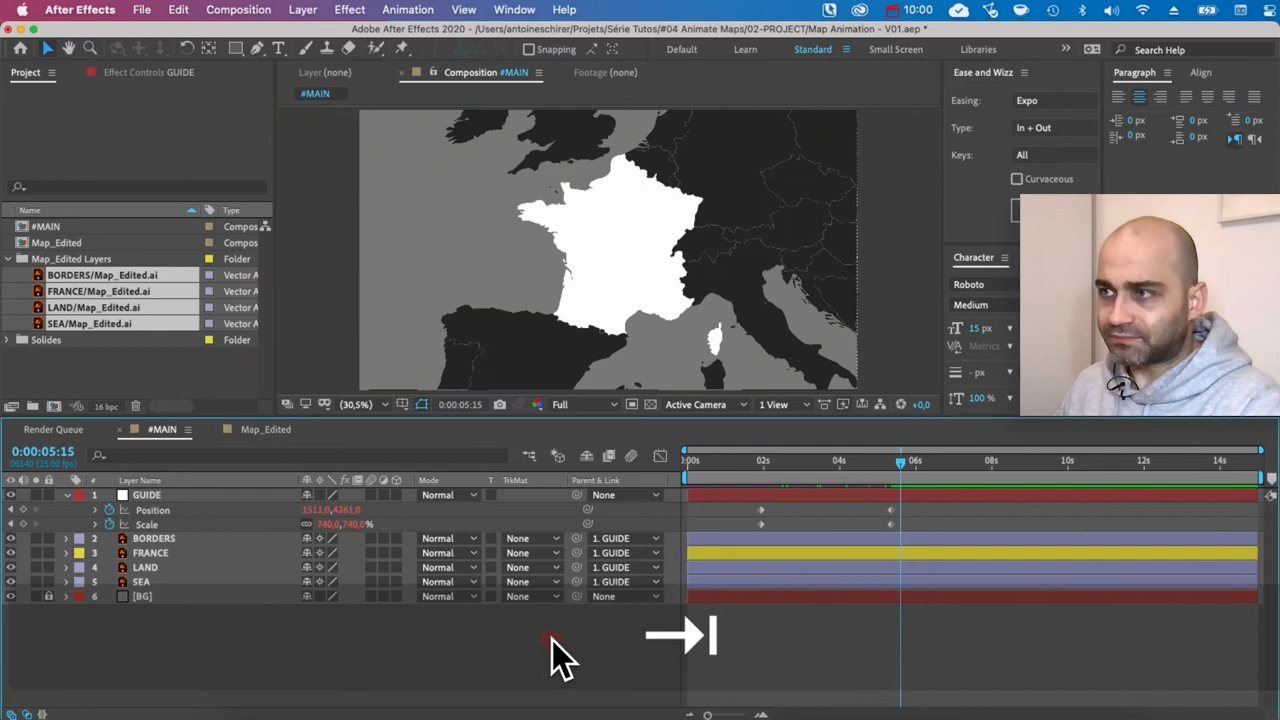 After Effects File Edit Composition Layer Effect Animation View Window Help 10:00
Adobe After Effects 2020 - /Users/antoineschirer/Projets/Série Tutos/#04 Animate Maps/02-PROJECT/Map Animation - V01.aep *
Snapping Default Learn Standard Small Screen Libraries Search Help
Project Effect Controls GUIDE Layer (none) Composition #MAIN Footage (none) Ease and Wizz Paragraph Align
#MAIN
Easing: Expo
Type: In + Out
Keys: All
Curvaceous
0 px 0 px 0 px
0 px 0 px
Name Type
#MAIN Compos
Map_Edited Compos
Map_Edited Layers Folder
BORDERS/Map_Edited.ai Vector A
FRANCE/Map_Edited.ai Vector A
LAND/Map_Edited.ai Vector A
SEA/Map_Edited.ai Vector A
Solides Folder
Character
Roboto
Medium
15 px
Metrics
- px
100 %
16 bpc
(30,5%) 0:00:05:15 Full Active Camera 1 View +0,0
Render Queue #MAIN Map_Edited
0:00:05:15
00140 (25.00 fps)
:00s 02s 04s 06s 08s 10s 12s 14s
# Layer Name Mode T TrkMat Parent & Link
1 GUIDE Normal None
Position 1511,0,4261,0
Scale 740,0,740,0%
2 BORDERS Normal None 1. GUIDE
3 FRANCE Normal None 1. GUIDE
4 LAND Normal None 1. GUIDE
5 SEA Normal None 1. GUIDE
6 [BG] Normal None None